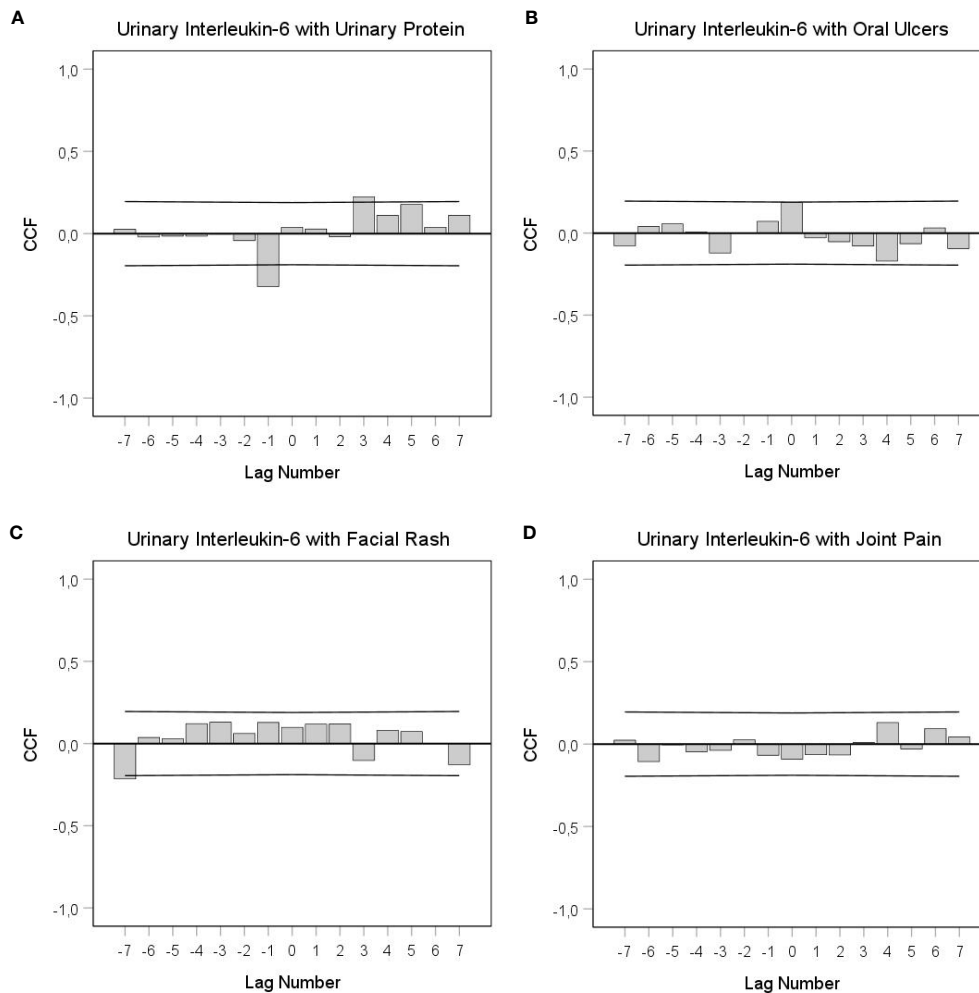 A
Urinary Interleukin-6 with Urinary Protein
1,0
0,5
0,0
-0,5
-1,0
CCF
-7 -6 -5 -4 -3 -2 -1 0 1 2 3 4 5 6 7
Lag Number
B
Urinary Interleukin-6 with Oral Ulcers
1,0
0,5
0,0
-0,5
-1,0
CCF
-7 -6 -5 -4 -3 -2 -1 0 1 2 3 4 5 6 7
Lag Number
C
Urinary Interleukin-6 with Facial Rash
1,0
0,5
0,0
-0,5
-1,0
CCF
-7 -6 -5 -4 -3 -2 -1 0 1 2 3 4 5 6 7
Lag Number
D
Urinary Interleukin-6 with Joint Pain
1,0
0,5
0,0
-0,5
-1,0
CCF
-7 -6 -5 -4 -3 -2 -1 0 1 2 3 4 5 6 7
Lag Number